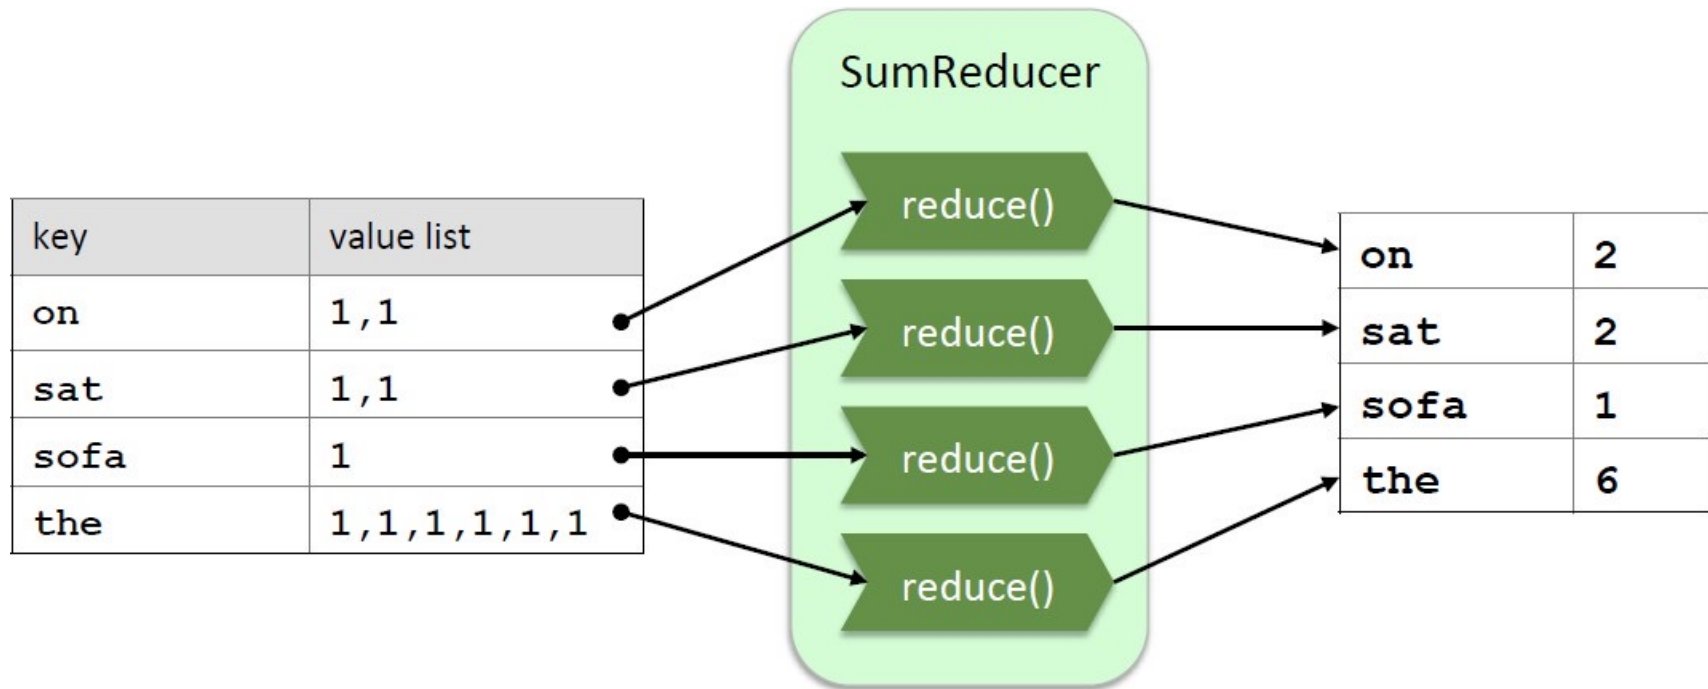 SumReducer
key value list
on 1,1
sat 1,1
sofa 1
the 1,1,1,1,1,1
reduce()
reduce()
reduce()
reduce()
on 2
sat 2
sofa 1
the 6